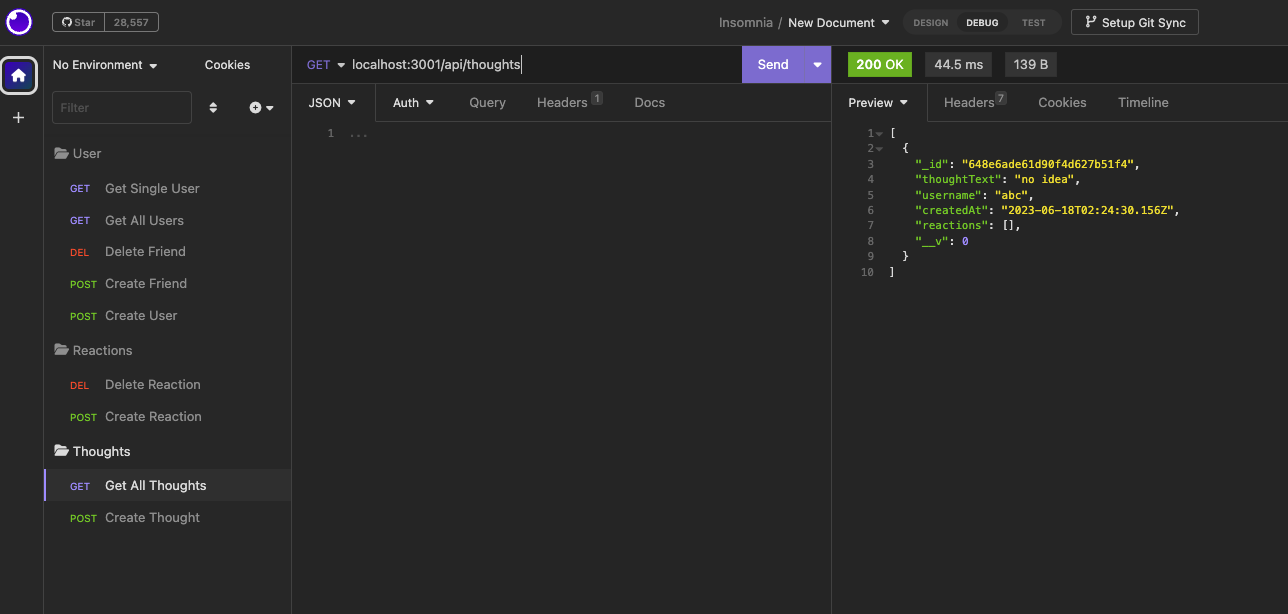 Star 28,557
Insomnia / New Document
DESIGN DEBUG TEST
Setup Git Sync
No Environment
Cookies
Filter
User
GET Get Single User
GET Get All Users
DEL Delete Friend
POST Create Friend
POST Create User
Reactions
DEL Delete Reaction
POST Create Reaction
Thoughts
GET Get All Thoughts
POST Create Thought
GET localhost:3001/api/thoughts
Send
JSON Auth Query Headers 1 Docs
1 ...
200 OK 44.5 ms 139 B
Preview Headers 7 Cookies Timeline
1 [
2 {
3 "_id": "648e6ade61d90f4d627b51f4",
4 "thoughtText": "no idea",
5 "username": "abc",
6 "createdAt": "2023-06-18T02:24:30.156Z",
7 "reactions": [],
8 "__v": 0
9 }
10 ]